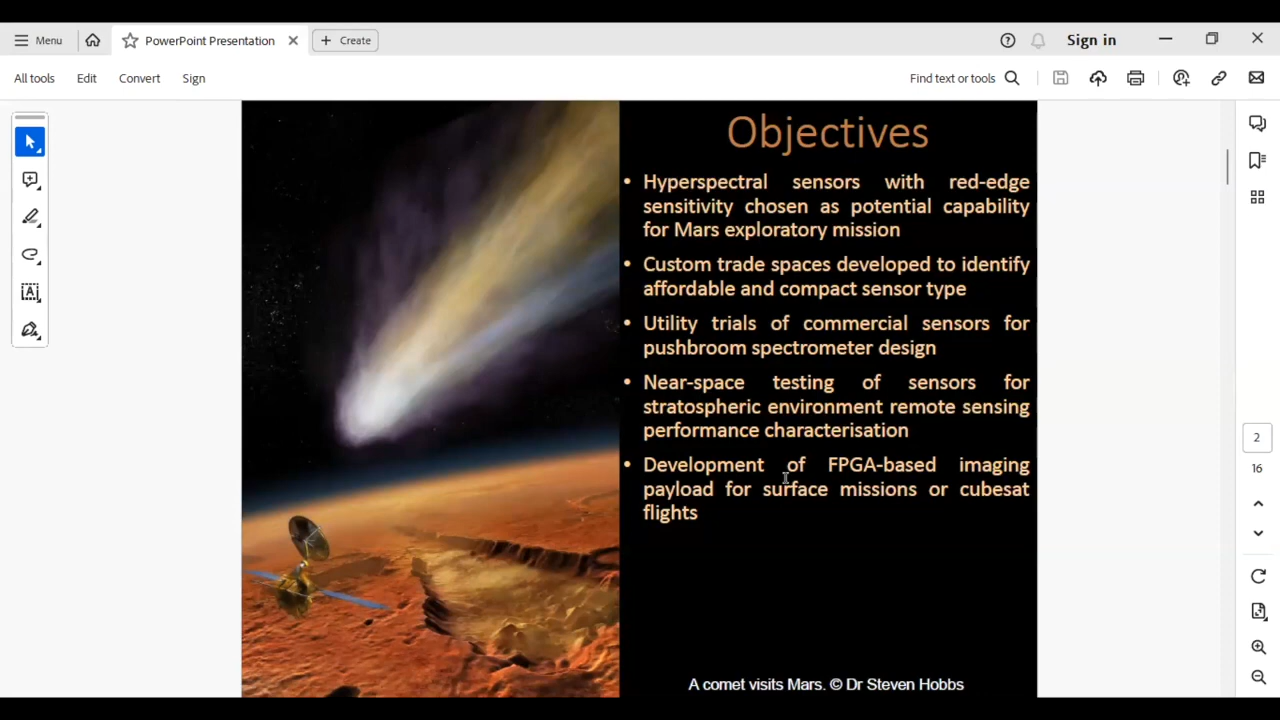 Menu
PowerPoint Presentation
Create
Sign in
All tools
Edit
Convert
Sign
Find text or tools
Objectives
• Hyperspectral sensors with red-edge
sensitivity chosen as potential capability
for Mars exploratory mission
• Custom trade spaces developed to identify
affordable and compact sensor type
• Utility trials of commercial sensors for
pushbroom spectrometer design
• Near-space testing of sensors for
stratospheric environment remote sensing
performance characterisation
• Development of FPGA-based imaging
payload for surface missions or cubesat
flights
A comet visits Mars. © Dr Steven Hobbs
2
16